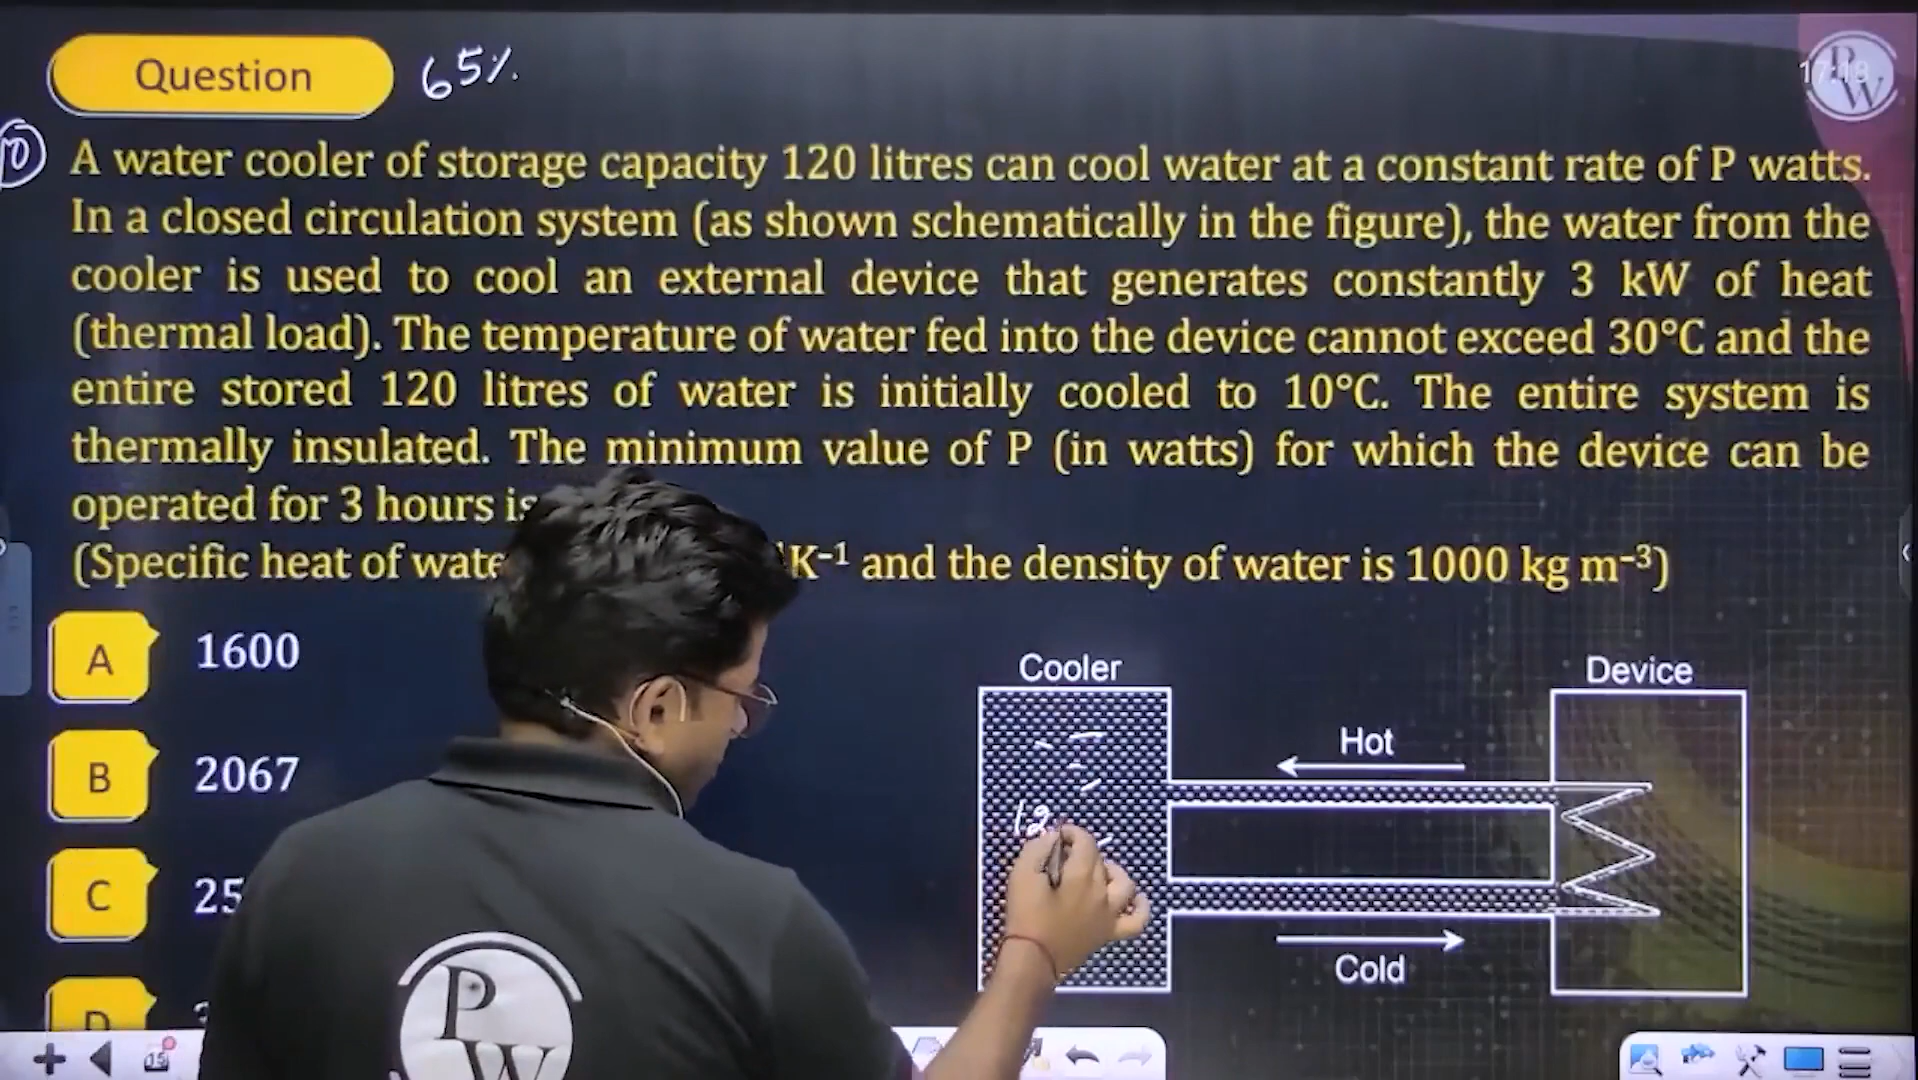 Question 65%.
10 A water cooler of storage capacity 120 litres can cool water at a constant rate of P watts.
In a closed circulation system (as shown schematically in the figure), the water from the
cooler is used to cool an external device that generates constantly 3 kW of heat
(thermal load). The temperature of water fed into the device cannot exceed 30°C and the
entire stored 120 litres of water is initially cooled to 10°C. The entire system is
thermally insulated. The minimum value of P (in watts) for which the device can be
operated for 3 hours is
(Specific heat of wate K⁻¹ and the density of water is 1000 kg m⁻³)
A 1600
B 2067
C 25
D
Cooler
Device
Hot
12
Cold
PW
PW
15